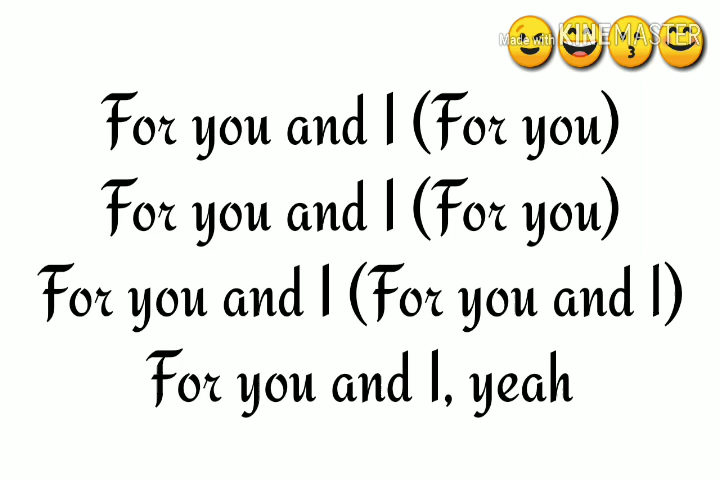 Made with KINEMASTER
For you and I (For you)
For you and I (For you)
For you and I (For you and I)
For you and I, yeah